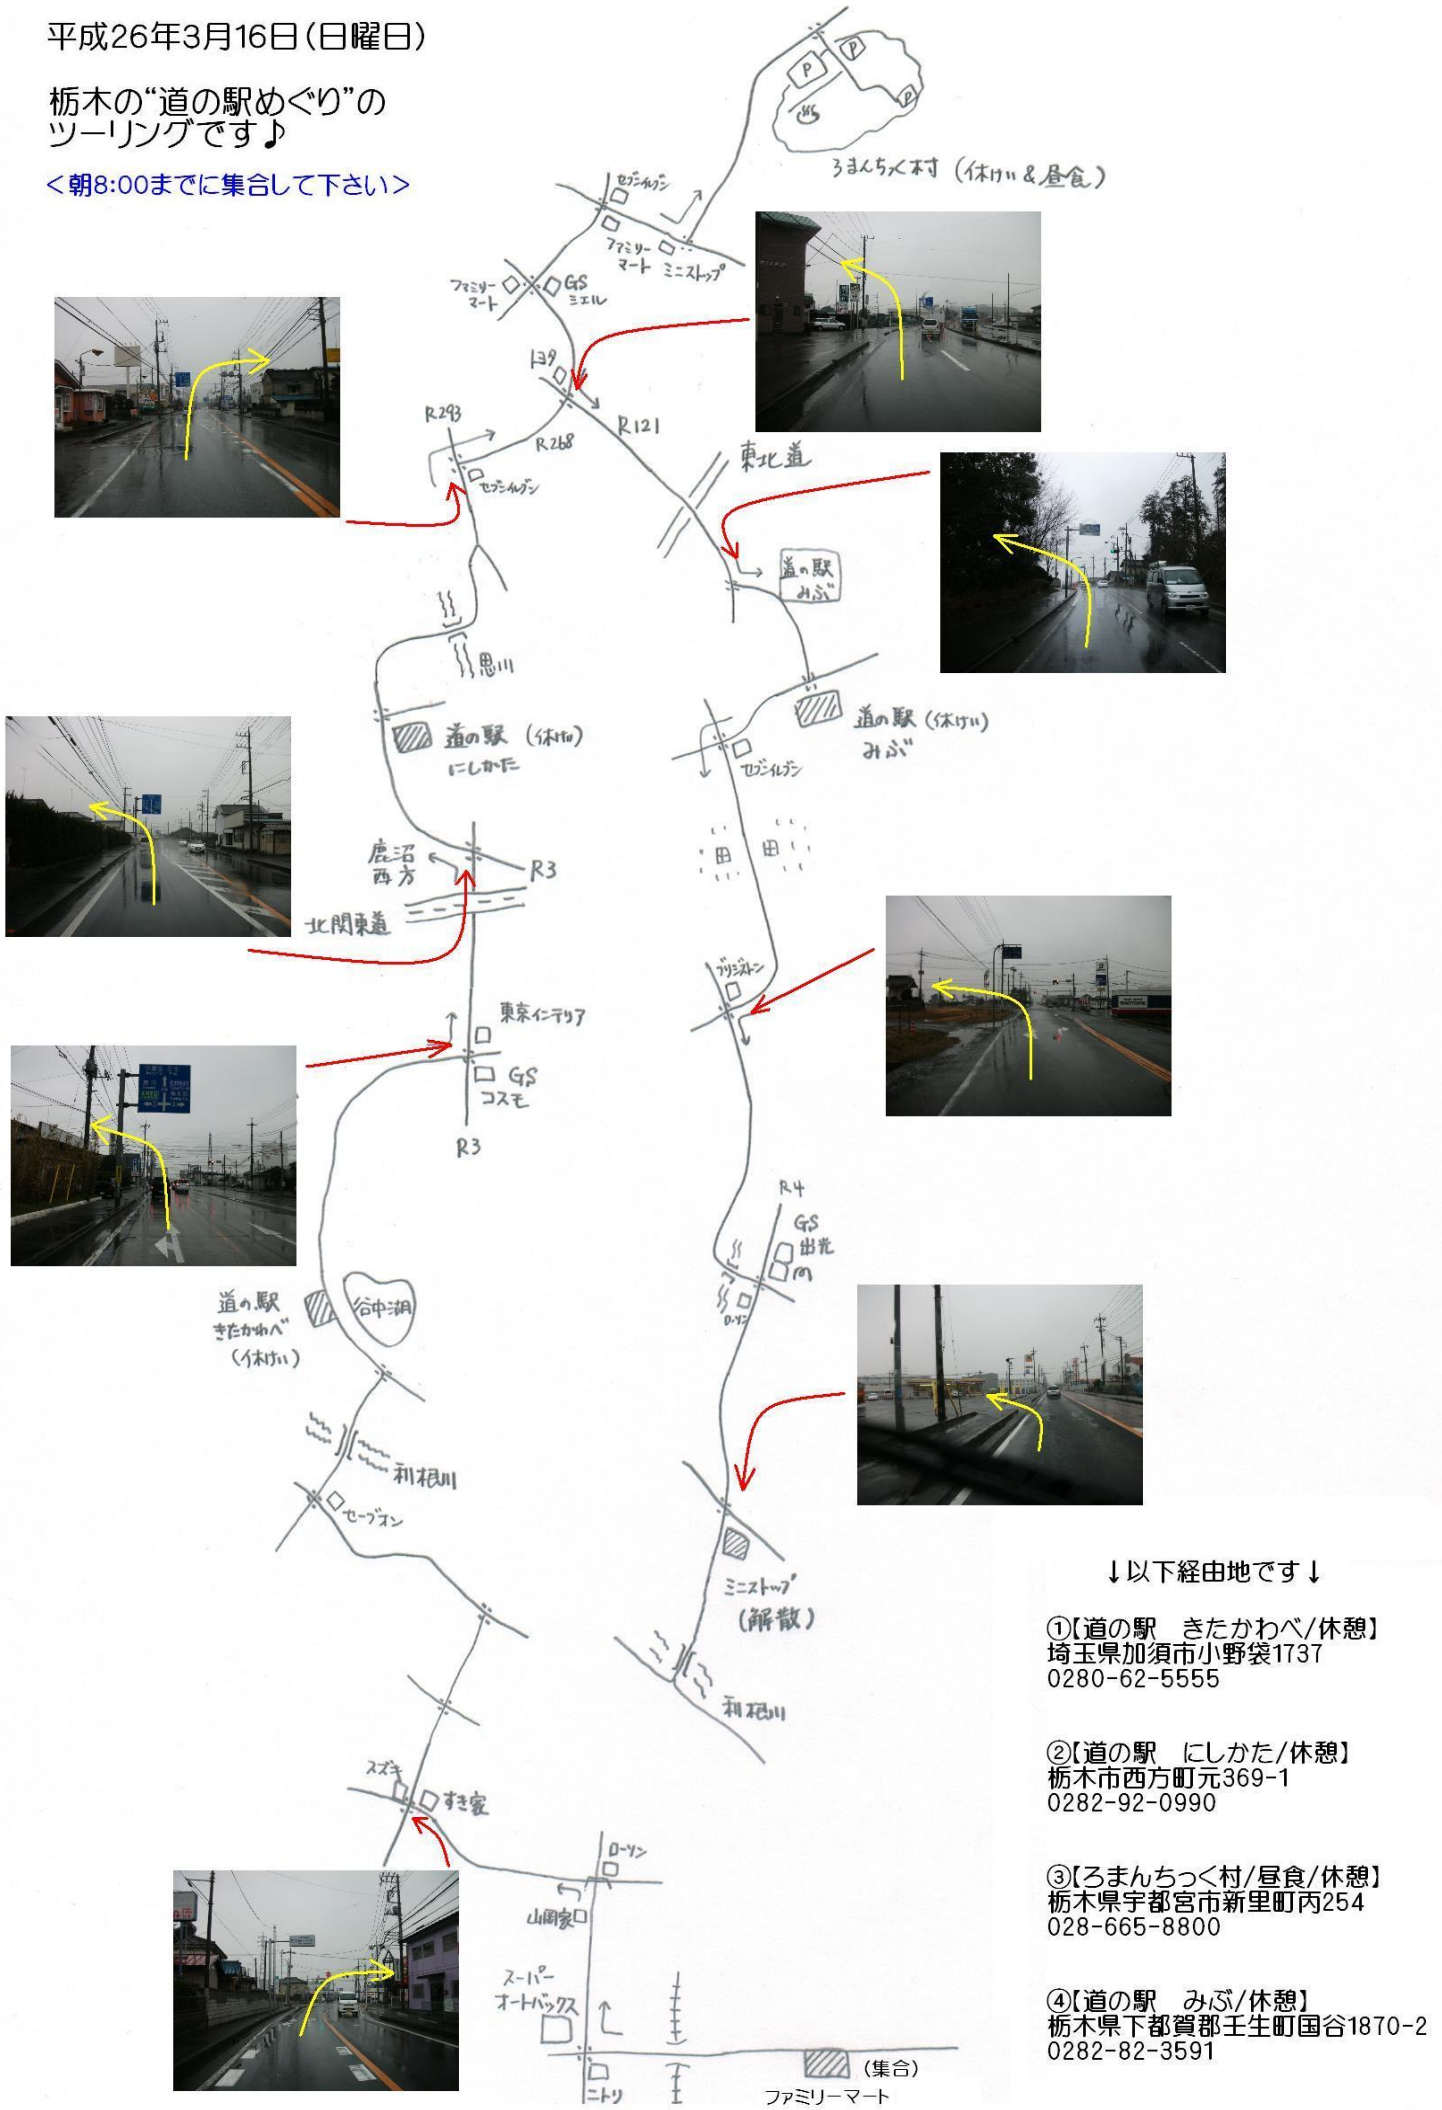 平成26年3月16日(日曜日)
栃木の“道の駅めぐり”の
ツーリングです♪
<朝8:00までに集合して下さい>
P
P
P
ろまんちっく村 (休けい&昼食)
セブンイレブン
ファミリー
マート
ミニストップ
ファミリー
マート
GS
トヨタ
R293
R268
R121
セブンイレブン
東北道
道の駅
みぶ
思川
道の駅 (休けい)
にしかた
道の駅 (休けい)
みぶ
セブンイレブン
田
田
鹿沼
西方
R3
北関東道
ブリジストン
東京インテリア
GS
コスモ
R3
R4
GS
出光
M
ローソン
道の駅
きたかわべ
(休けい)
谷中湖
利根川
セーブオン
ミニストップ
(解散)
利根川
スズキ
すき家
ローソン
山岡家
スーパー
オートバックス
ニトリ
(集合)
ファミリーマート
↓以下経由地です↓
①【道の駅　きたかわべ/休憩】
埼玉県加須市小野袋1737
0280-62-5555
②【道の駅　にしかた/休憩】
栃木市西方町元369-1
0282-92-0990
③【ろまんちっく村/昼食/休憩】
栃木県宇都宮市新里町丙254
028-665-8800
④【道の駅　みぶ/休憩】
栃木県下都賀郡壬生町国谷1870-2
0282-82-3591